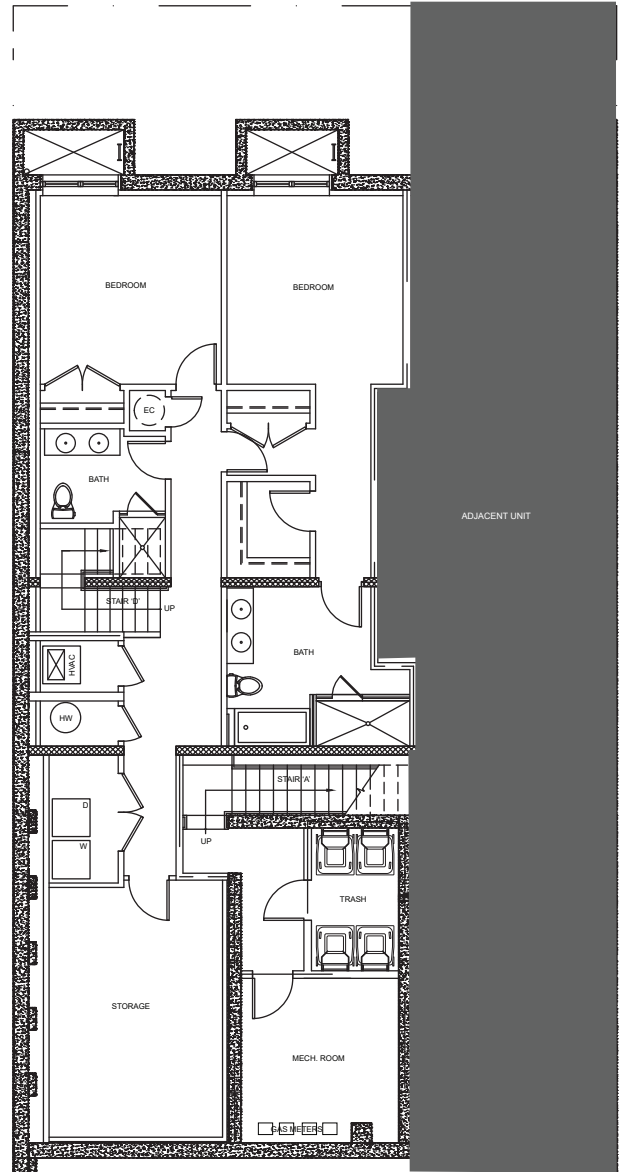 BEDROOM
BEDROOM
EC
BATH
ADJACENT UNIT
STAIR 'D'
UP
HVAC
BATH
HW
STAIR 'A'
D
W
UP
TRASH
STORAGE
MECH. ROOM
GAS METERS